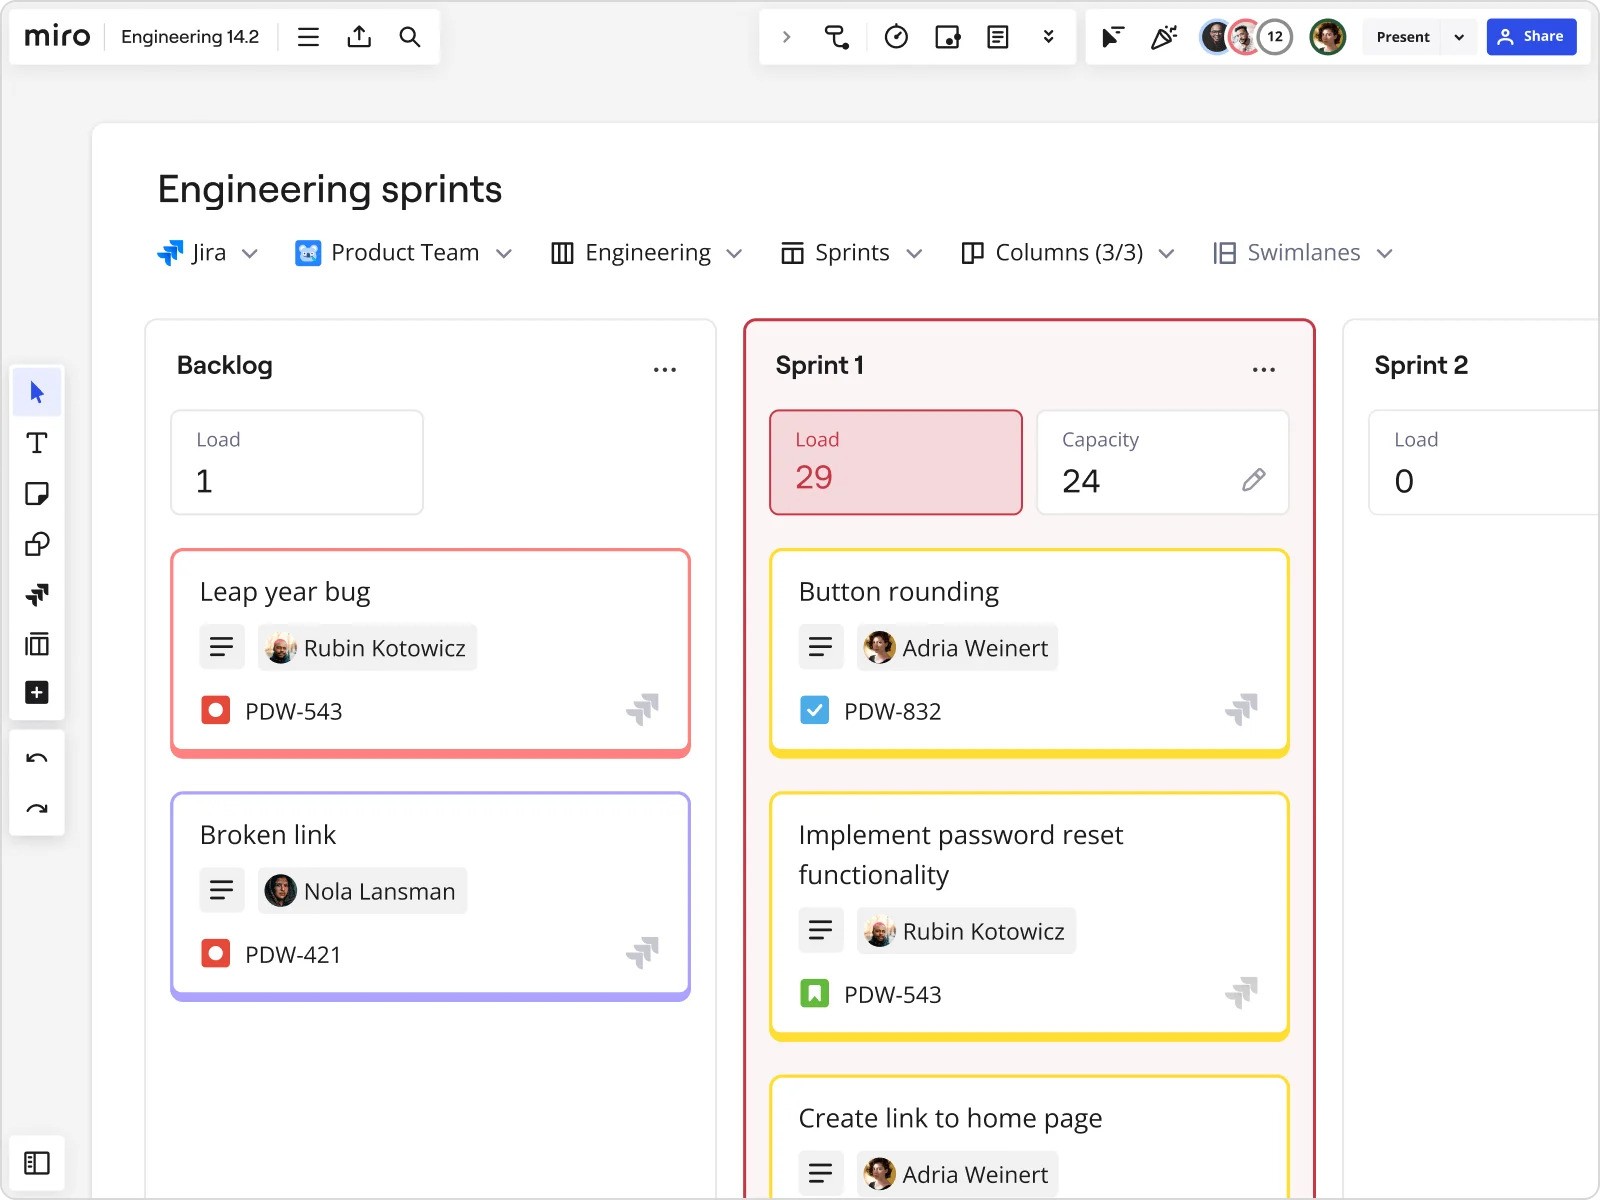 miro
Engineering 14.2
12
Present
Share
Engineering sprints
Jira
Product Team
Engineering
Sprints
Columns (3/3)
Swimlanes
Backlog
...
Load
1
Leap year bug
Rubin Kotowicz
PDW-543
Broken link
Nola Lansman
PDW-421
Sprint 1
...
Load
29
Capacity
24
Button rounding
Adria Weinert
PDW-832
Implement password reset
functionality
Rubin Kotowicz
PDW-543
Create link to home page
Adria Weinert
Sprint 2
Load
0